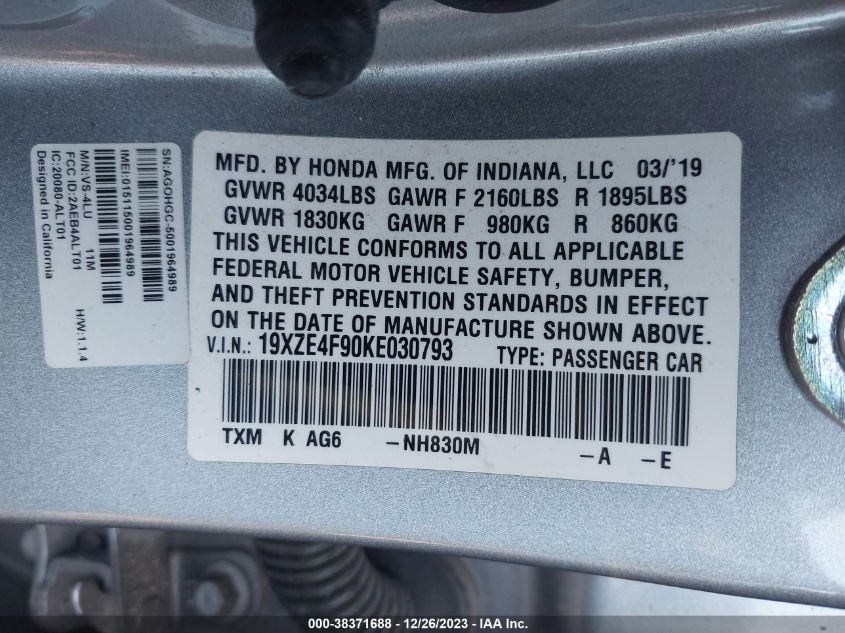 SN:AGOHGC-5001964989
IMEI:015115001964989
M/N:VS-4LU 11M
FCC ID:2AEB4ALT01
IC:20080-ALT01 H/W:1.1.4
Designed in California
MFD. BY HONDA MFG. OF INDIANA, LLC 03/'19
GVWR 4034LBS GAWR F 2160LBS R 1895LBS
GVWR 1830KG GAWR F 980KG R 860KG
THIS VEHICLE CONFORMS TO ALL APPLICABLE
FEDERAL MOTOR VEHICLE SAFETY, BUMPER,
AND THEFT PREVENTION STANDARDS IN EFFECT
ON THE DATE OF MANUFACTURE SHOWN ABOVE.
V.I.N.: 19XZE4F90KE030793 TYPE: PASSENGER CAR
TXM K AG6 -NH830M -A -E
000-38371688 - 12/26/2023 - IAA Inc.